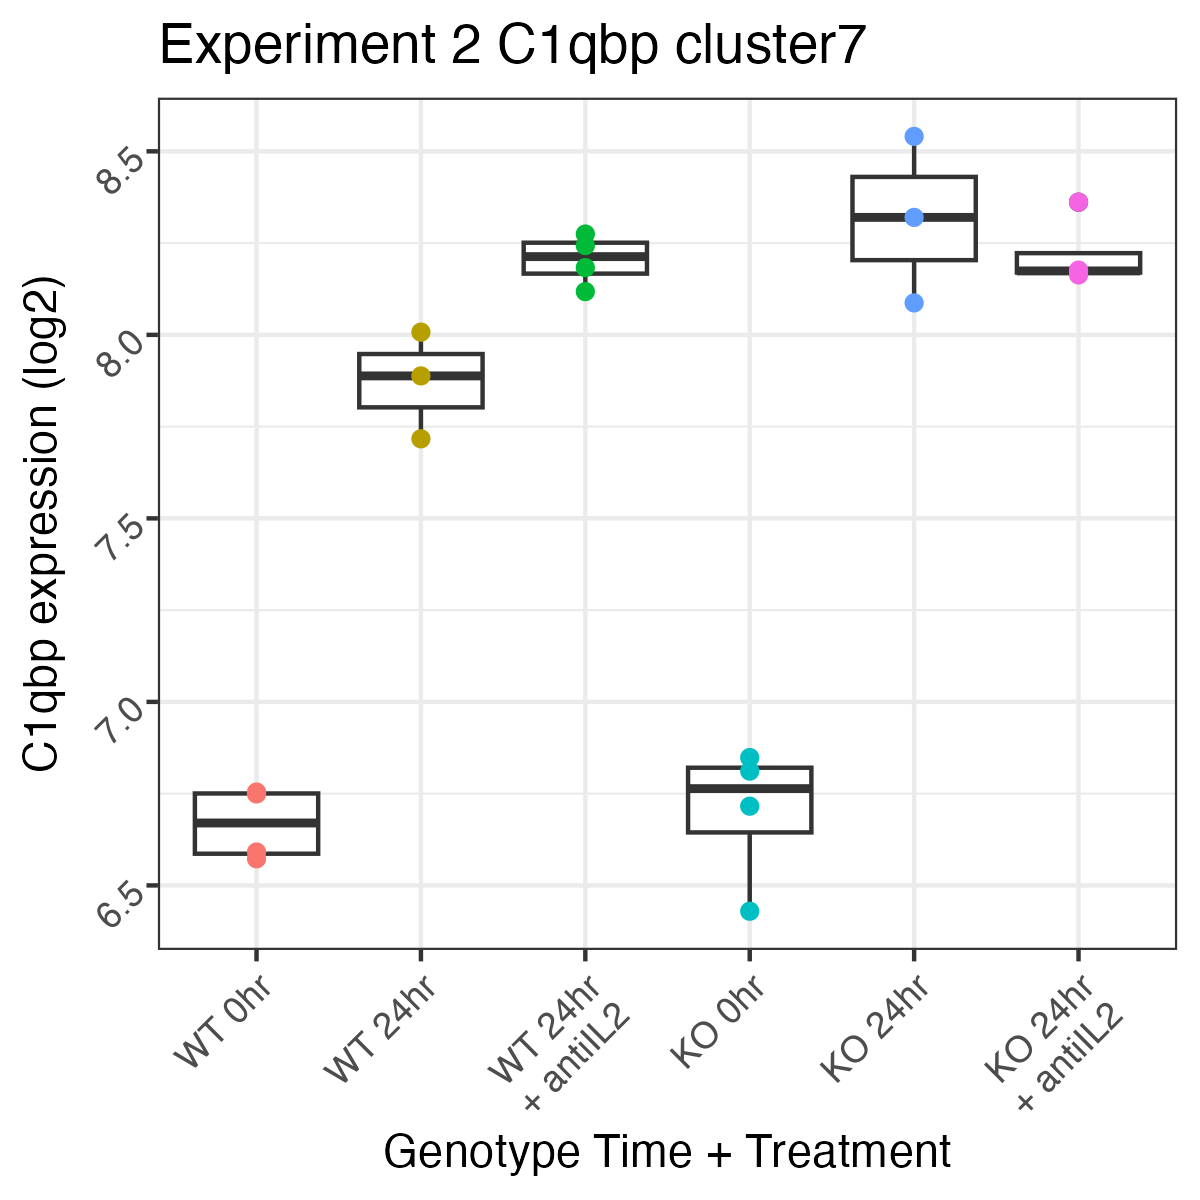 Experiment 2 C1qbp cluster7
C1qbp expression (log2)
8.5
8.0
7.5
7.0
6.5
WT 0hr
WT 24hr
WT 24hr
+ antiIL2
KO 0hr
KO 24hr
KO 24hr
+ antiIL2
Genotype Time + Treatment